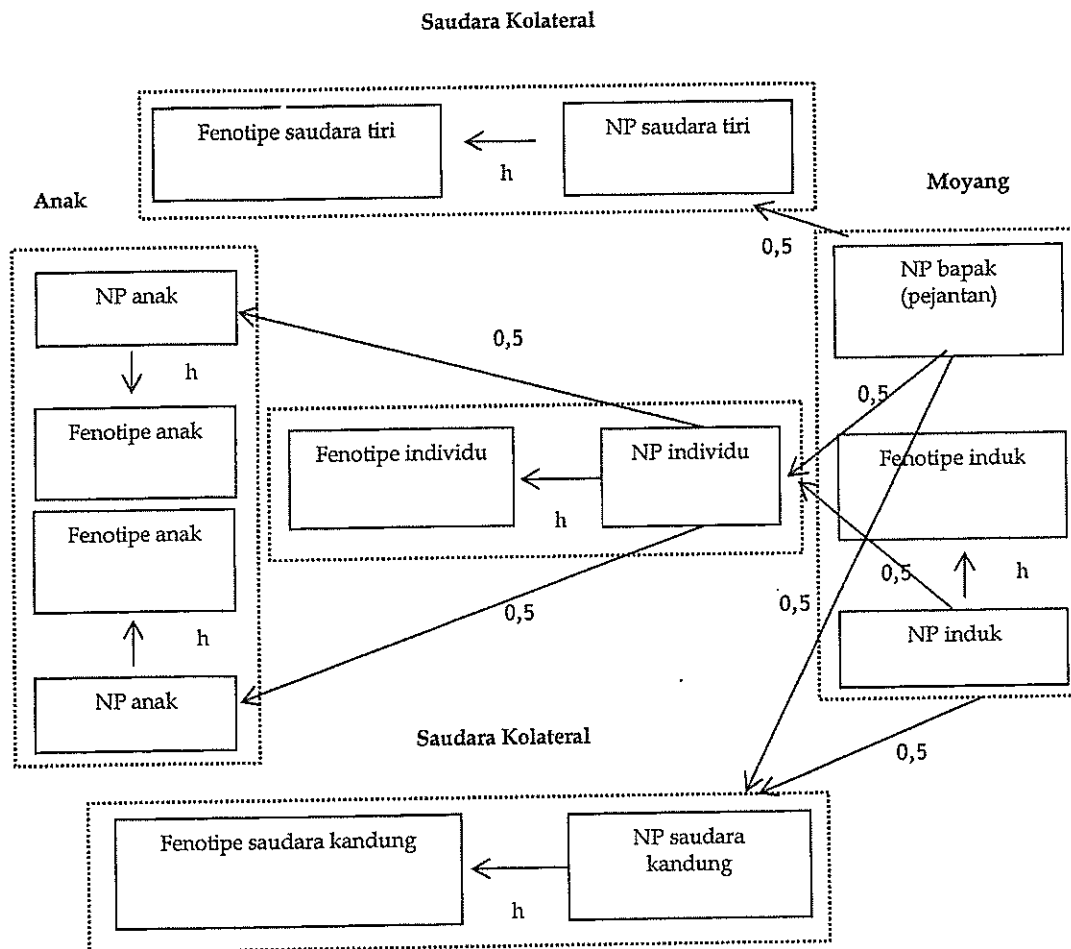 Saudara Kolateral
Fenotipe saudara tiri
h
NP saudara tiri
Anak
Moyang
0,5
NP bapak
(pejantan)
NP anak
h
0,5
0,5
Fenotipe anak
Fenotipe individu
h
NP individu
Fenotipe induk
Fenotipe anak
0,5
h
h
0,5
0,5
NP induk
NP anak
Saudara Kolateral
0,5
Fenotipe saudara kandung
h
NP saudara
kandung